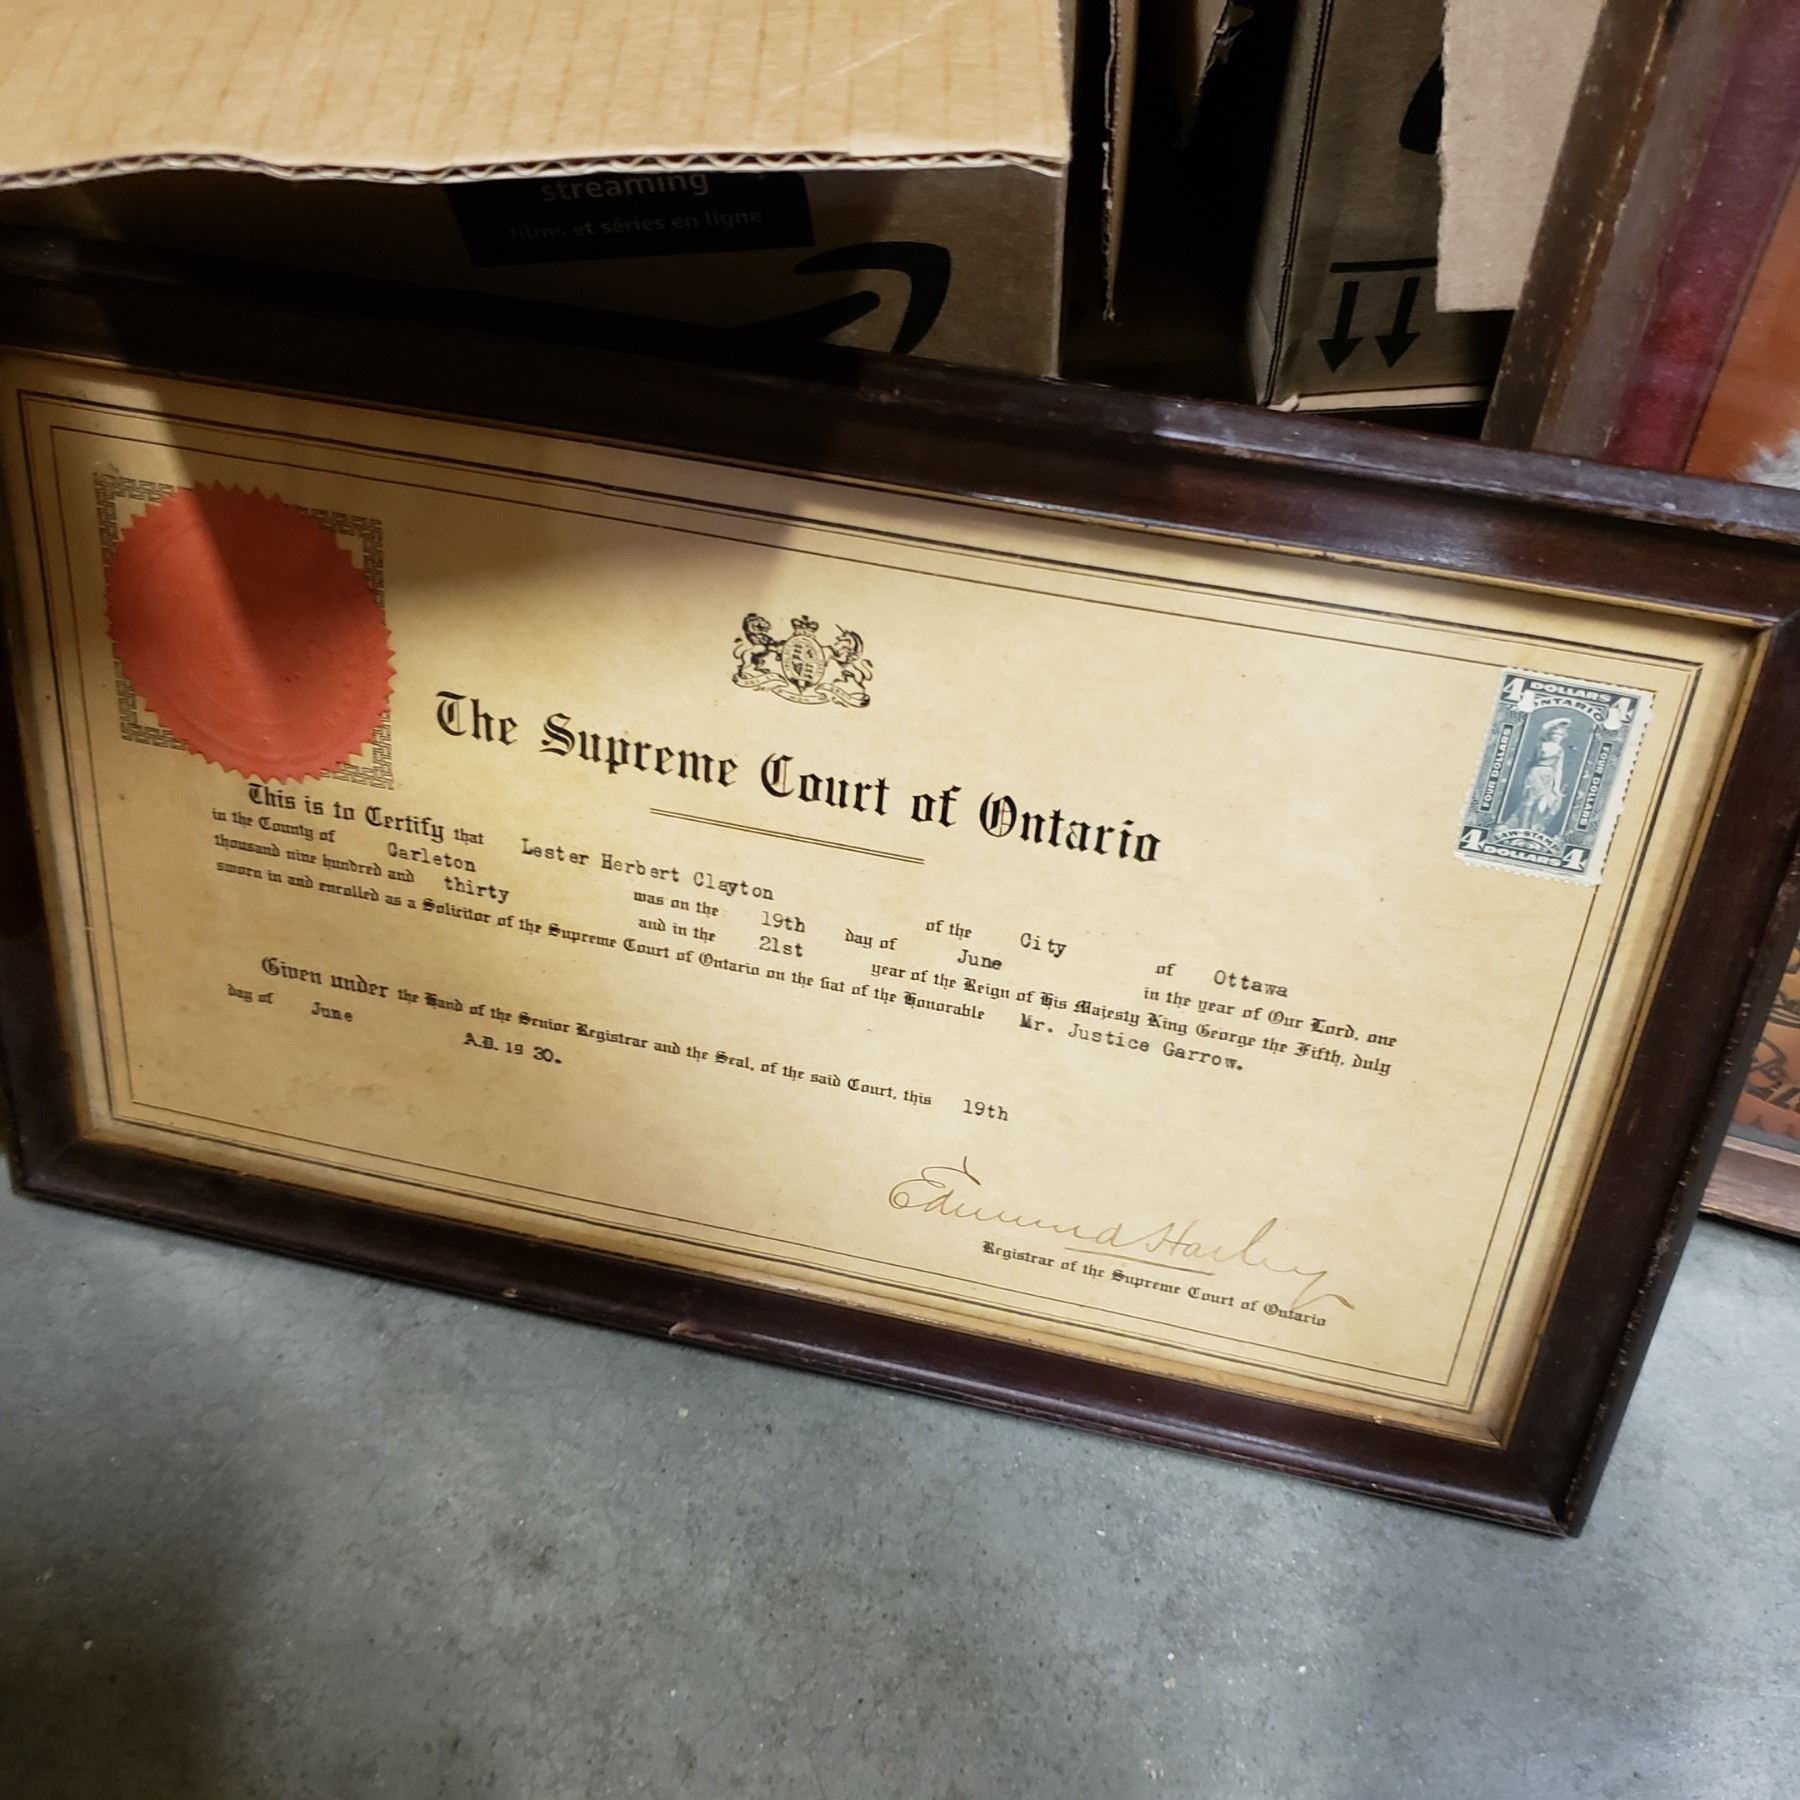 streaming
films et séries en ligne
The Supreme Court of Ontario
This is to Certify that Lester Herbert Clayton of the City of Ottawa
in the County of Carleton was on the 19th day of June in the year of Our Lord, one
thousand nine hundred and thirty and in the 21st year of the Reign of His Majesty King George the Fifth, duly
sworn in and enrolled as a Solicitor of the Supreme Court of Ontario on the fiat of the Honorable Mr. Justice Garrow.
Given under the Hand of the Senior Registrar and the Seal, of the said Court, this 19th
day of June A.D. 19 30.
Edmund Harley
Registrar of the Supreme Court of Ontario
4 DOLLARS 4
ONTARIO
FOUR DOLLARS
FOUR DOLLARS
LAW STAMP
4 DOLLARS 4